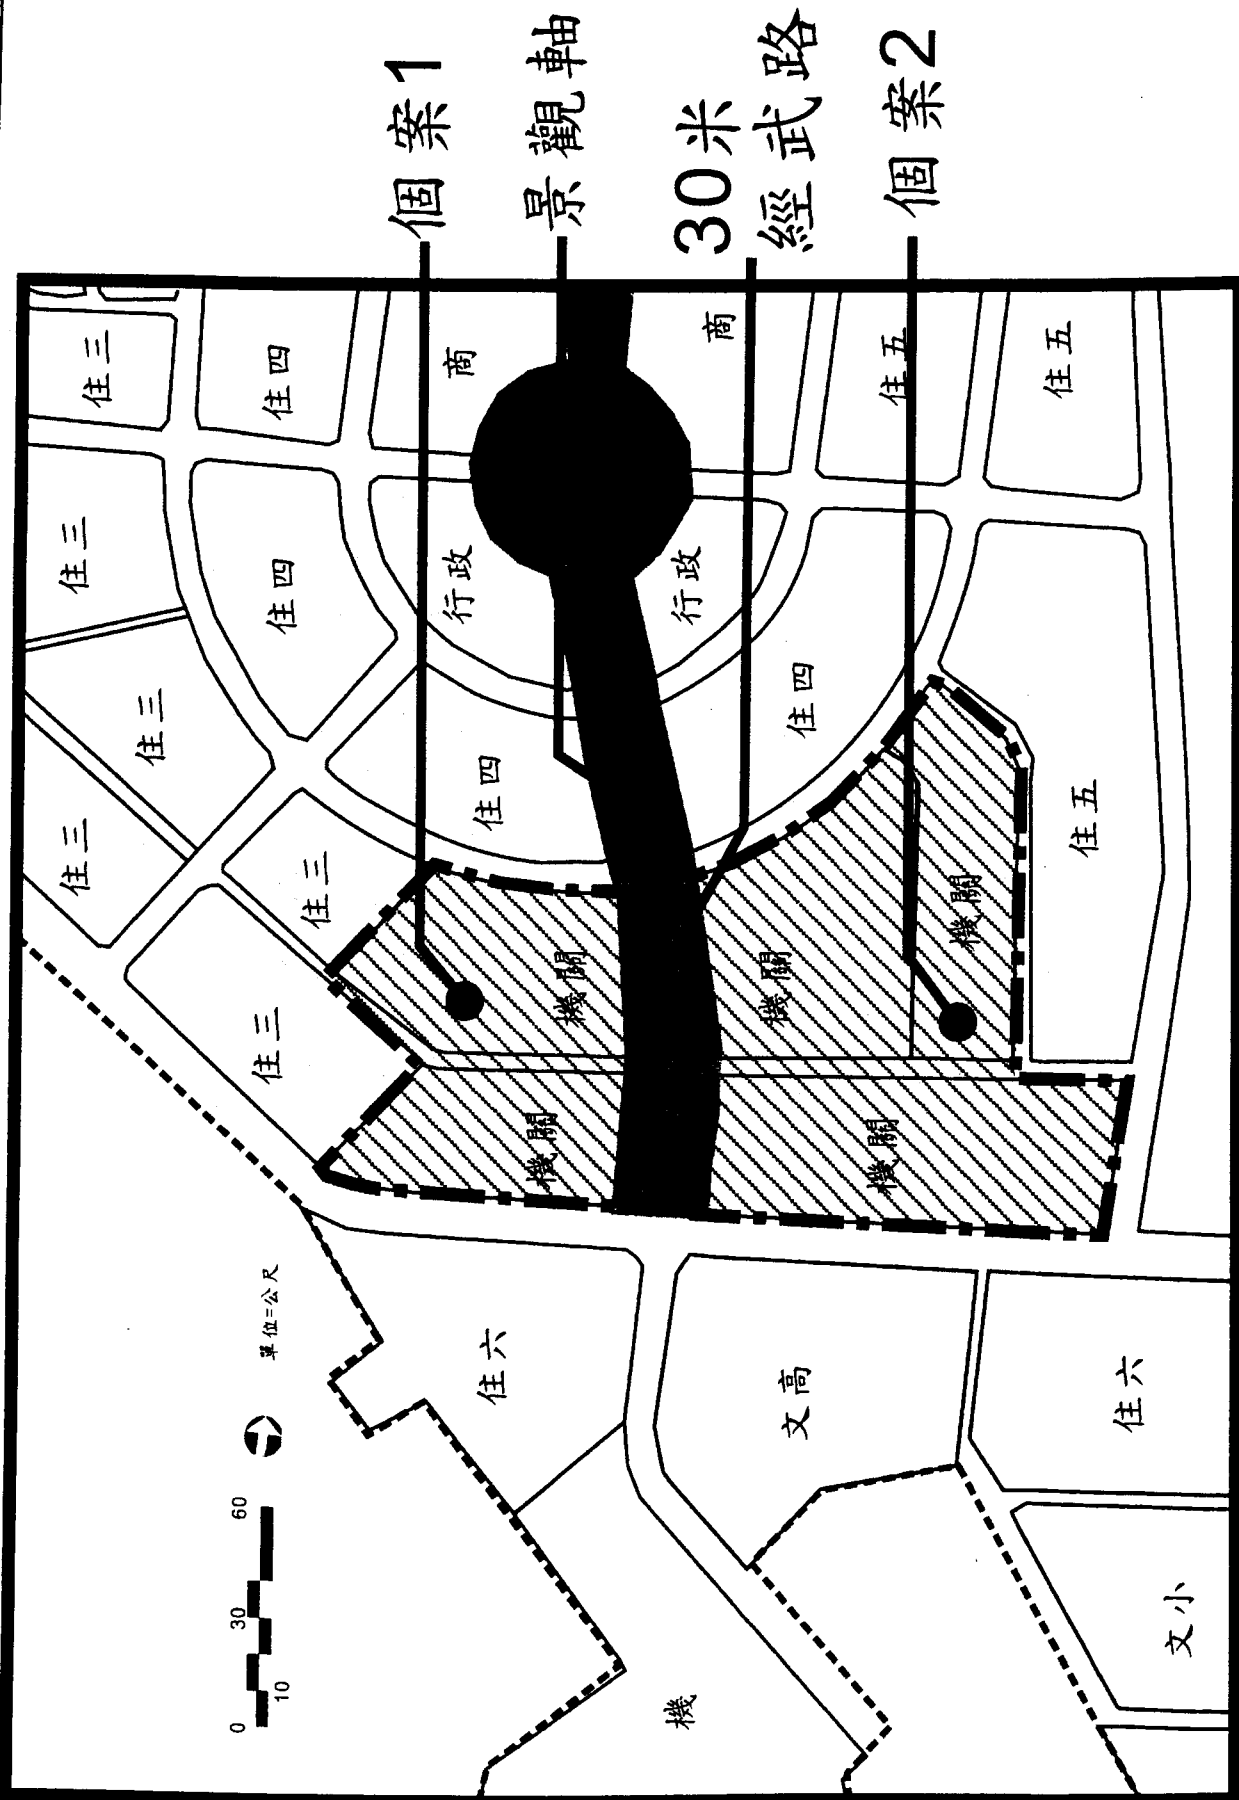 個案1
景觀軸
30米
經武路
個案2
住三
住四
商
商
住五
住五
住三
住四
行政
行政
住三
住四
住四
住五
住三
住三
機關
機關
機關
住三
機關
機關
單位=公尺
住六
文高
住六
0 30 60
10
機
文小